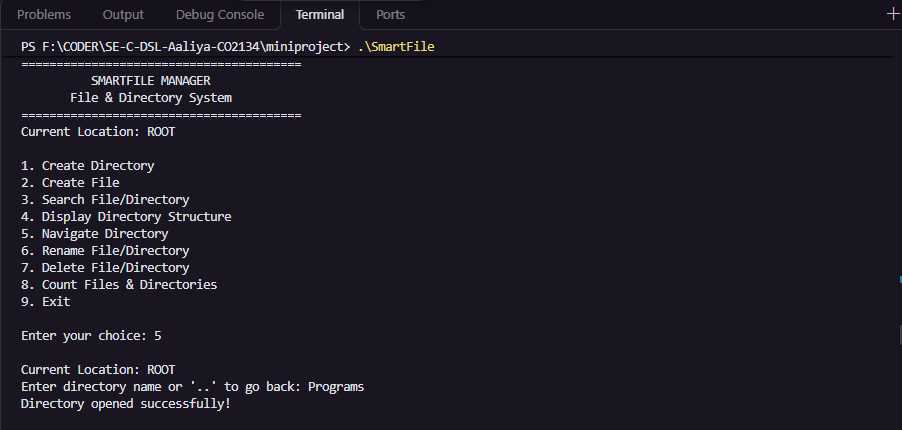 Problems Output Debug Console Terminal Ports +
PS F:\CODER\SE-C-DSL-Aaliya-CO2134\miniproject> .\SmartFile
========================================
SMARTFILE MANAGER
File & Directory System
========================================
Current Location: ROOT
1. Create Directory
2. Create File
3. Search File/Directory
4. Display Directory Structure
5. Navigate Directory
6. Rename File/Directory
7. Delete File/Directory
8. Count Files & Directories
9. Exit
Enter your choice: 5
Current Location: ROOT
Enter directory name or '..' to go back: Programs
Directory opened successfully!